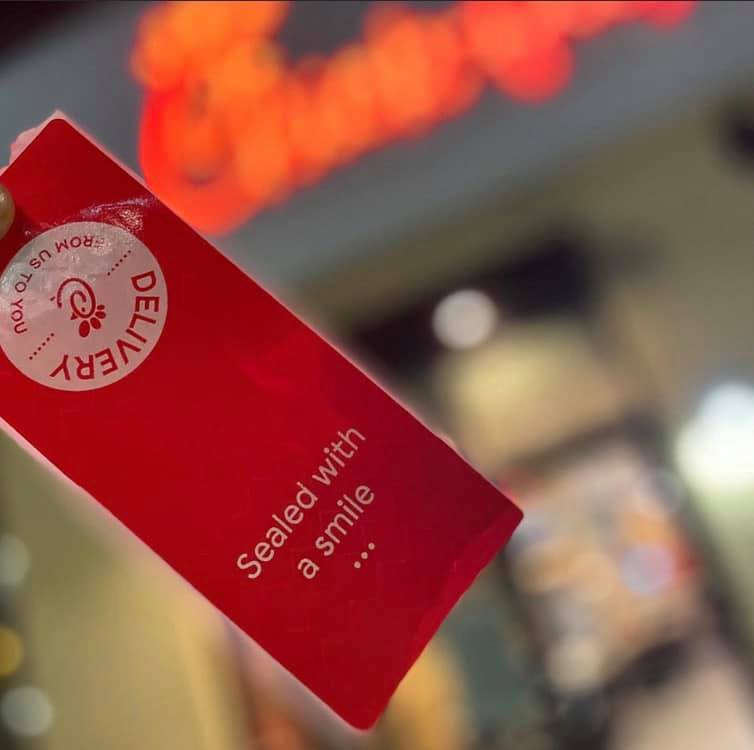 DELIVERY
FROM US TO YOU
Sealed with
a smile
...